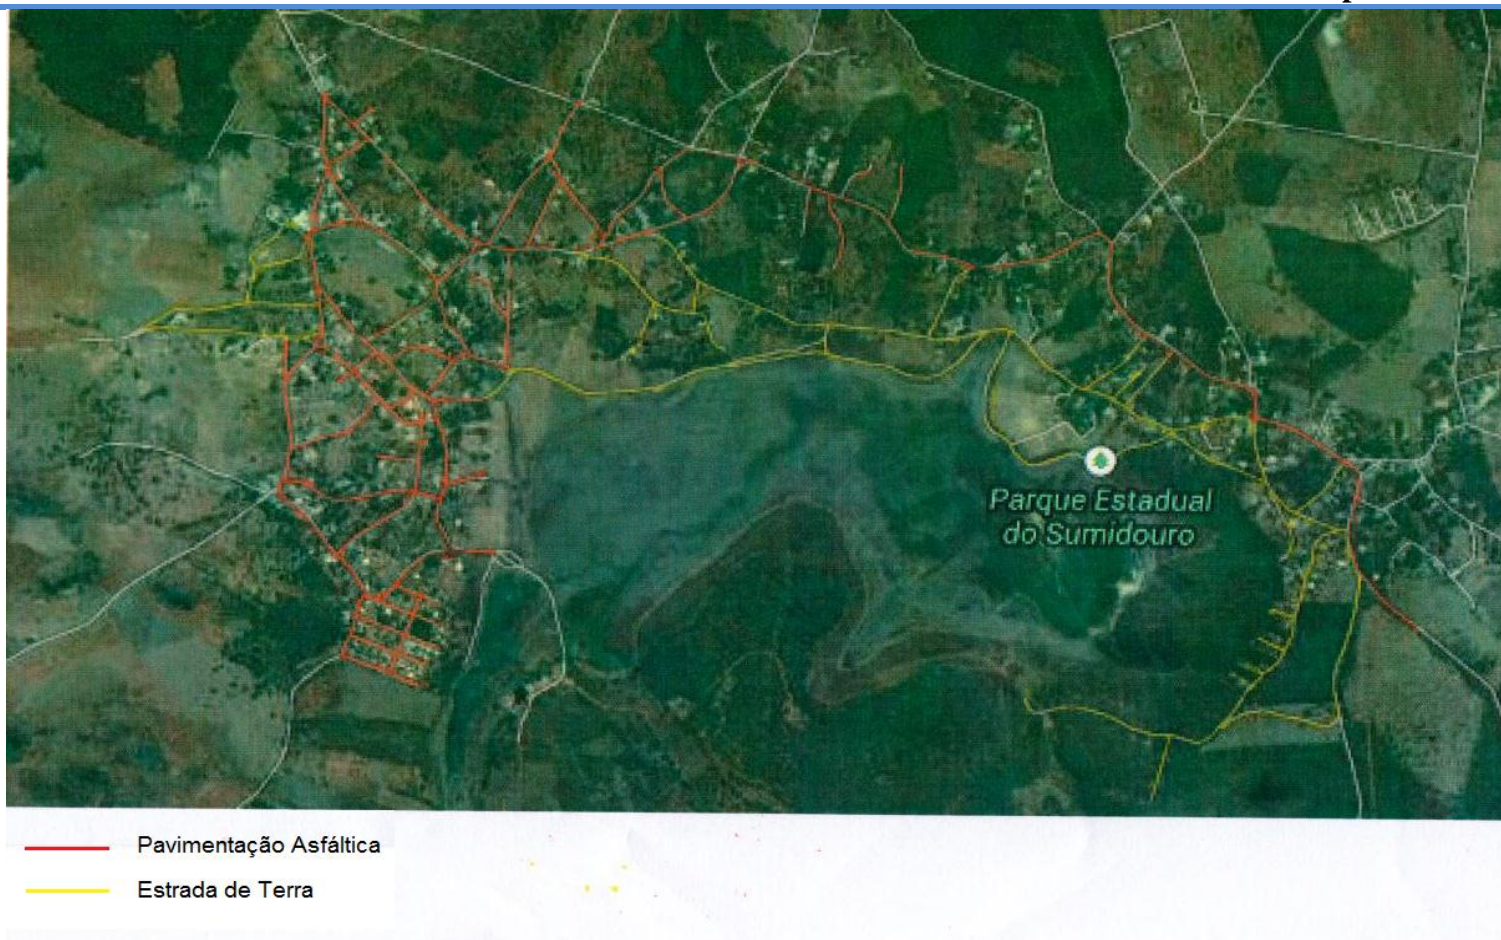 Parque Estadual
do Sumidouro
Pavimentação Asfáltica
Estrada de Terra